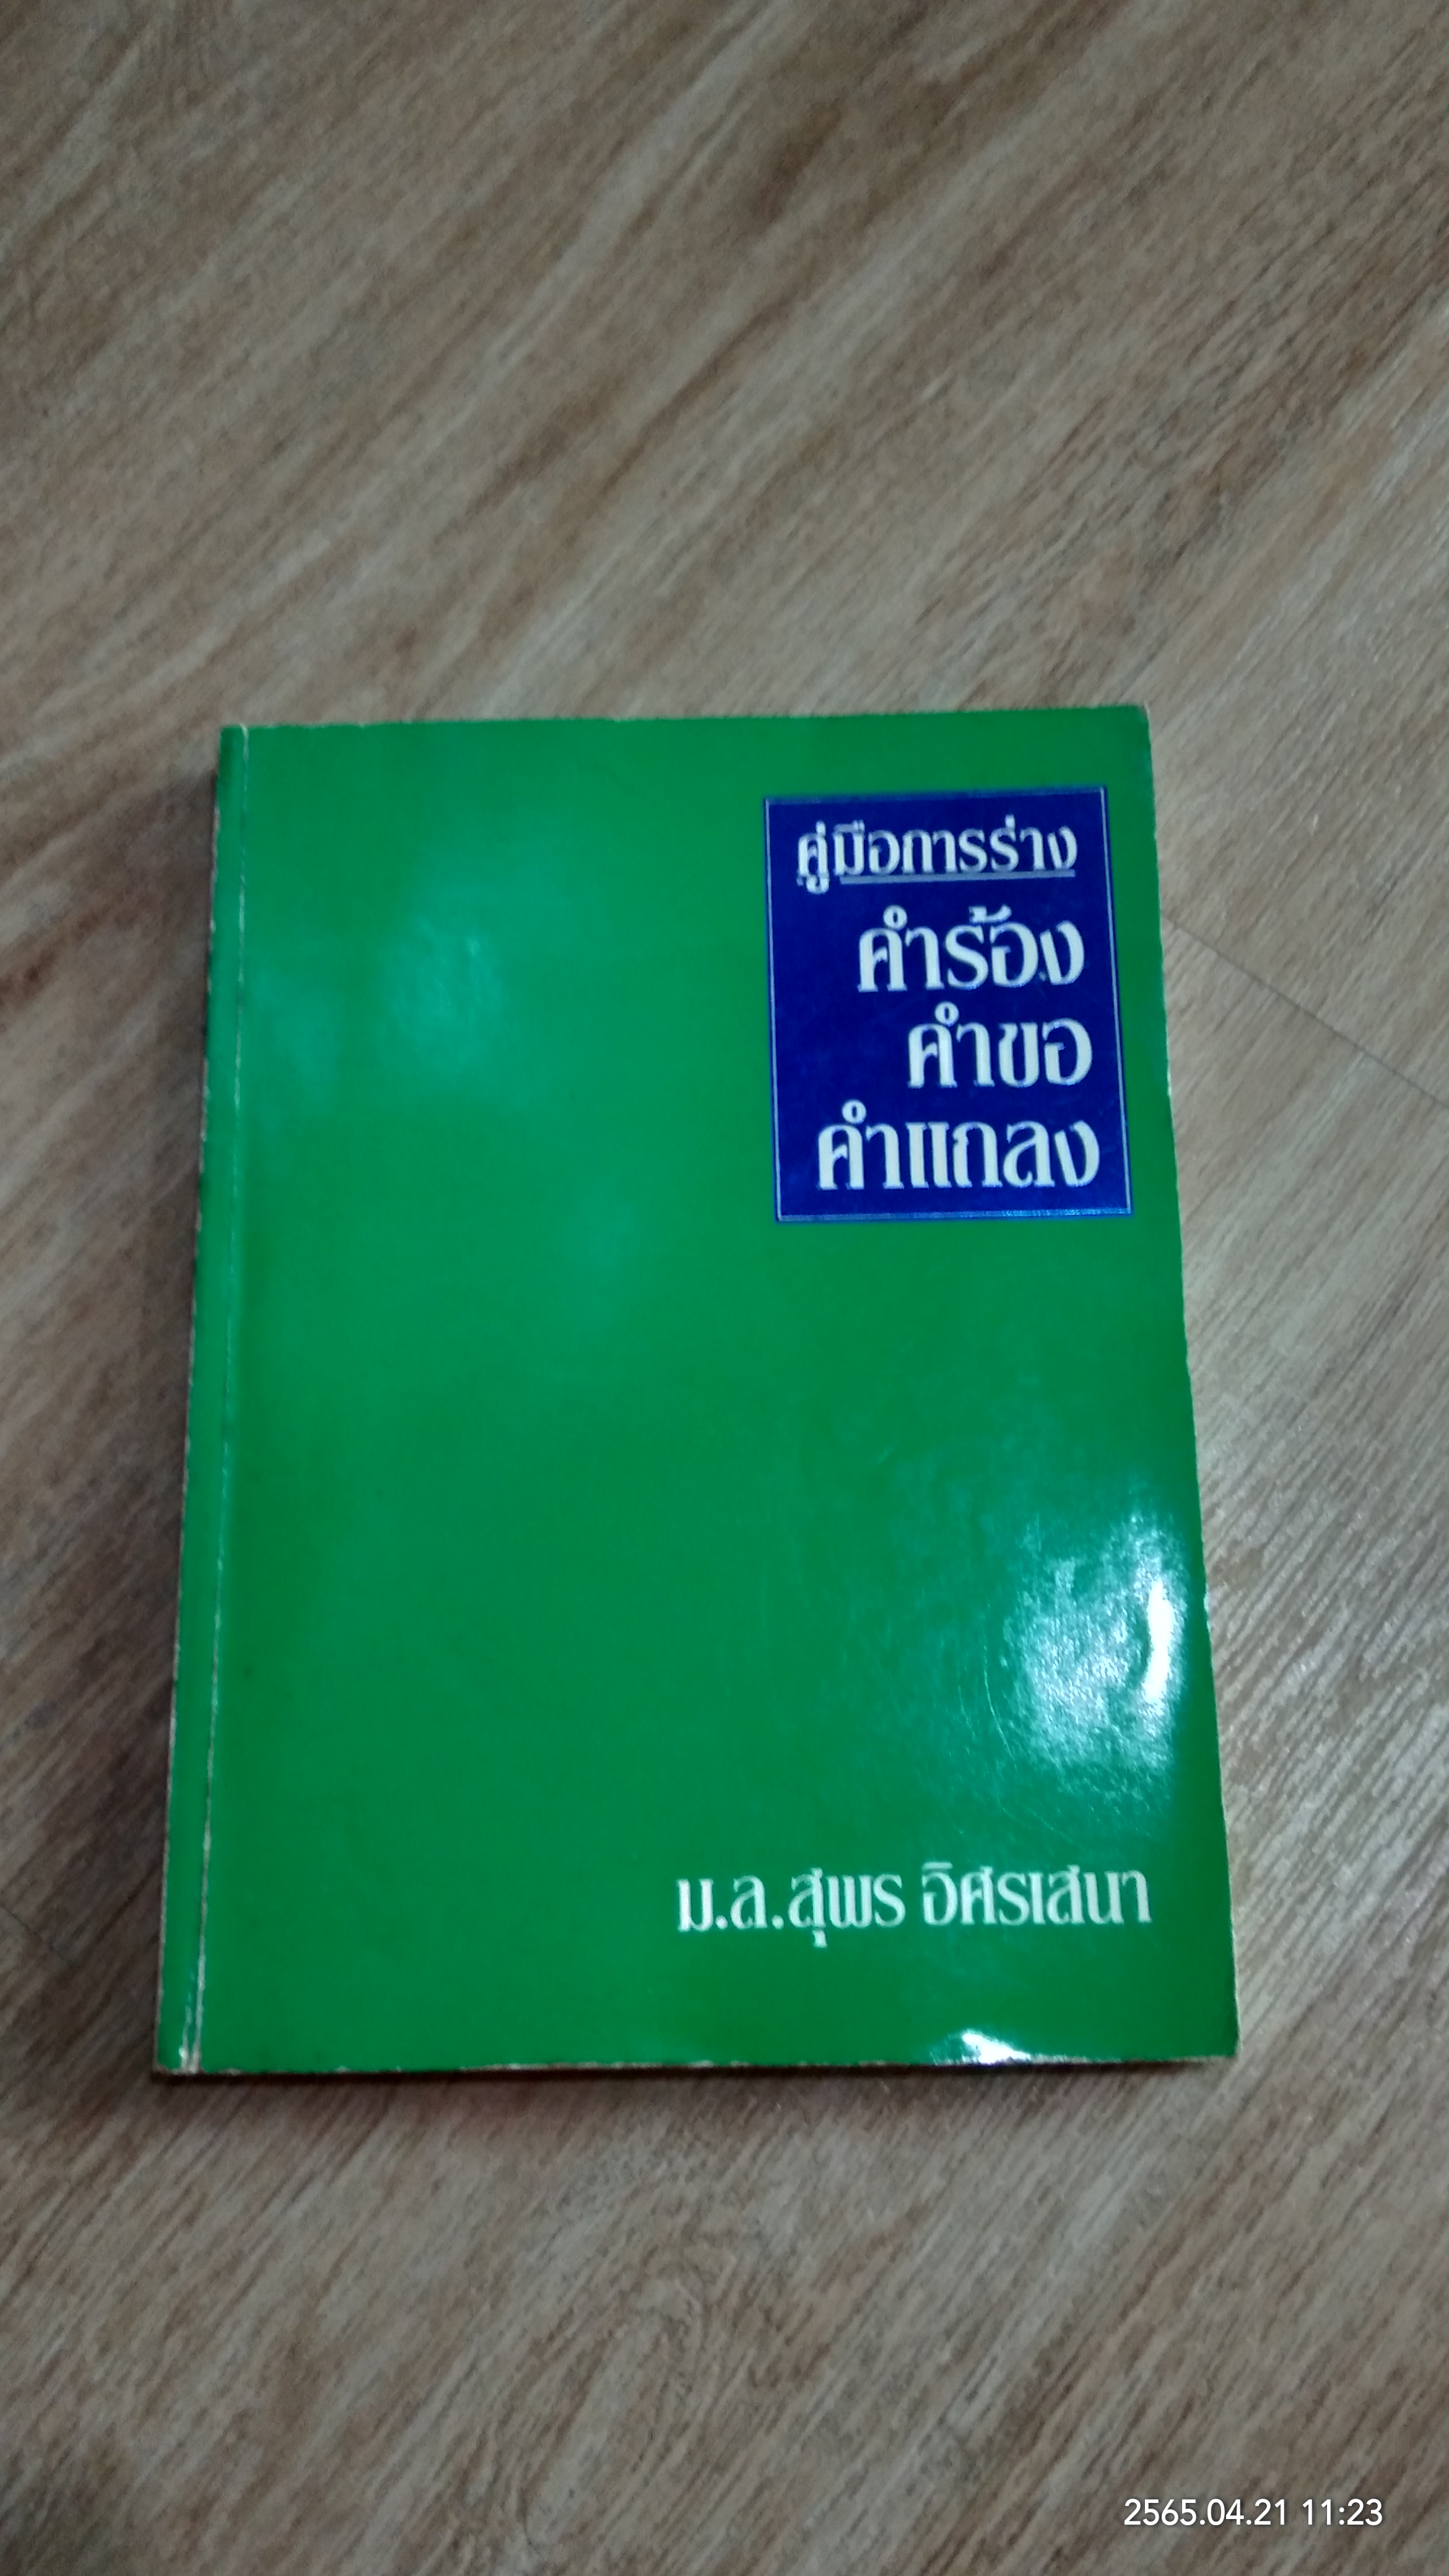 คู่มือการร่าง
คำร้อง
คำขอ
คำแถลง
ม.ล.สุพร อิศรเสนา
2565.04.21 11:23